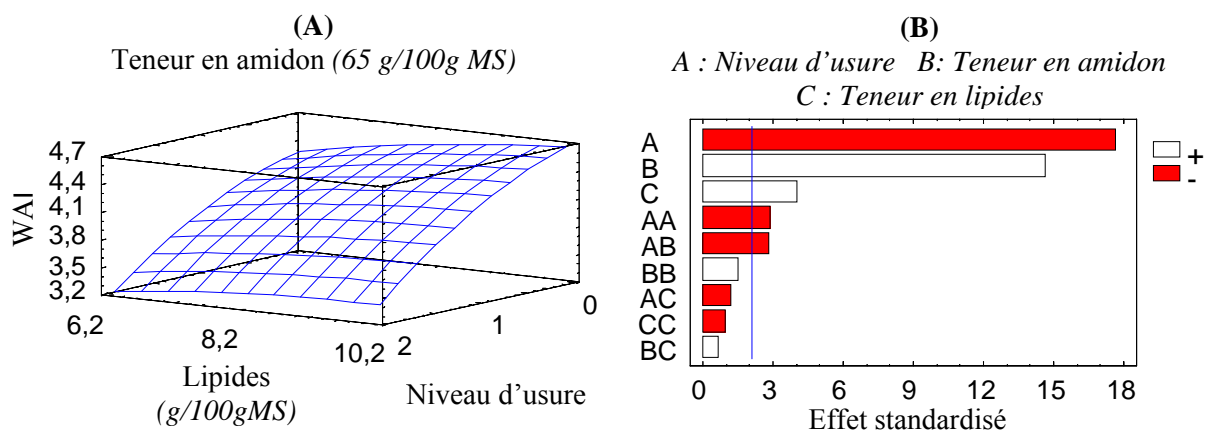 (A)
Teneur en amidon (65 g/100g MS)
4,7
4,4
4,1
3,8
3,5
3,2
WAI
6,2
8,2
10,2
Lipides
(g/100gMS)
2
1
0
Niveau d'usure
(B)
A : Niveau d'usure B: Teneur en amidon
C : Teneur en lipides
A
B
C
AA
AB
BB
AC
CC
BC
0 3 6 9 12 15 18
Effet standardisé
+
-